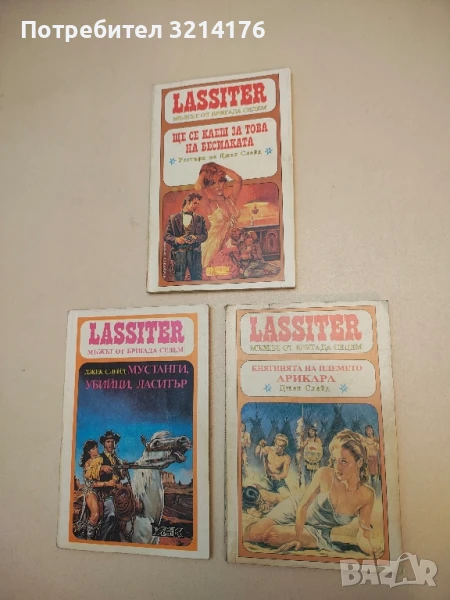 Потребител 3214176
LASSITER
МЪЖЪТ ОТ БРИГАДА СЕДЕМ
ЩЕ СЕ КАЕШ ЗА ТОВА
НА БЕСИЛКАТА
Уестърн от Джек Слейд
LASSITER
МЪЖЪТ ОТ БРИГАДА СЕДЕМ
ДЖЕК СЛЕЙД МУСТАНГИ,
УБИЙЦИ, ЛАСИТЪР
LASSITER
МЪЖЪТ ОТ БРИГАДА СЕДЕМ
КНЯГИНЯТА НА ПЛЕМЕТО
АРИКАРА
Джек Слейд
BAZAR